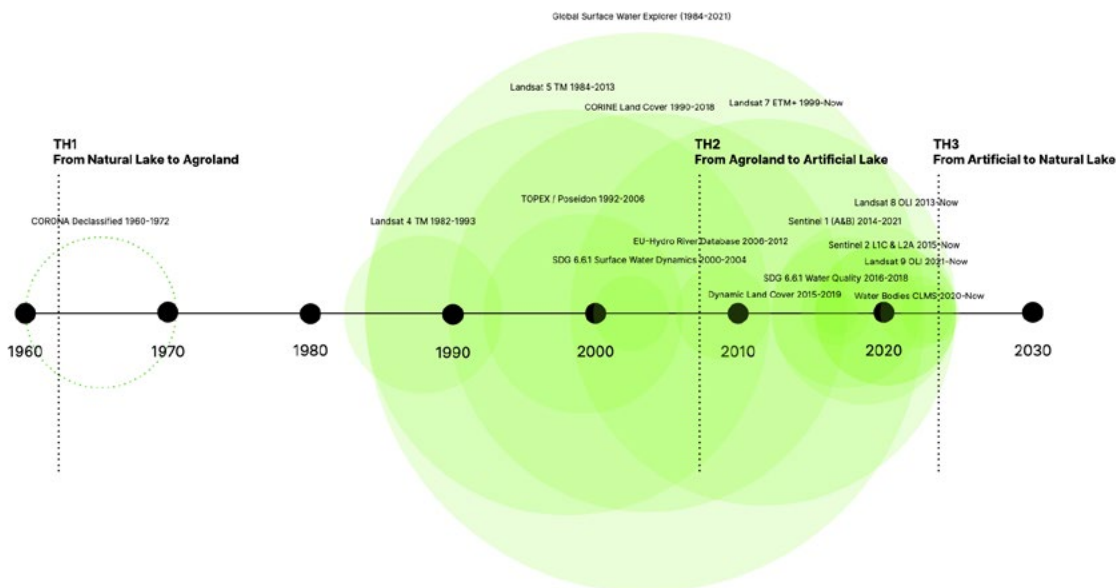 Global Surface Water Explorer (1984-2021)
Landsat 5 TM 1984-2013
CORINE Land Cover 1990-2018
Landsat 7 ETM+ 1999-Now
TH1
From Natural Lake to Agroland
TH2
From Agroland to Artificial Lake
TH3
From Artificial to Natural Lake
CORONA Declassified 1960-1972
Landsat 4 TM 1982-1993
TOPEX / Poseidon 1992-2006
Landsat 8 OLI 2013-Now
Sentinel 1 (A&B) 2014-2021
EU-Hydro River Database 2006-2012
Sentinel 2 L1C & L2A 2015-Now
SDG 6.6.1 Surface Water Dynamics 2000-2004
Landsat 9 OLI 2021-Now
SDG 6.6.1 Water Quality 2016-2018
Dynamic Land Cover 2015-2019
Water Bodies CLMS 2020-Now
1960
1970
1980
1990
2000
2010
2020
2030